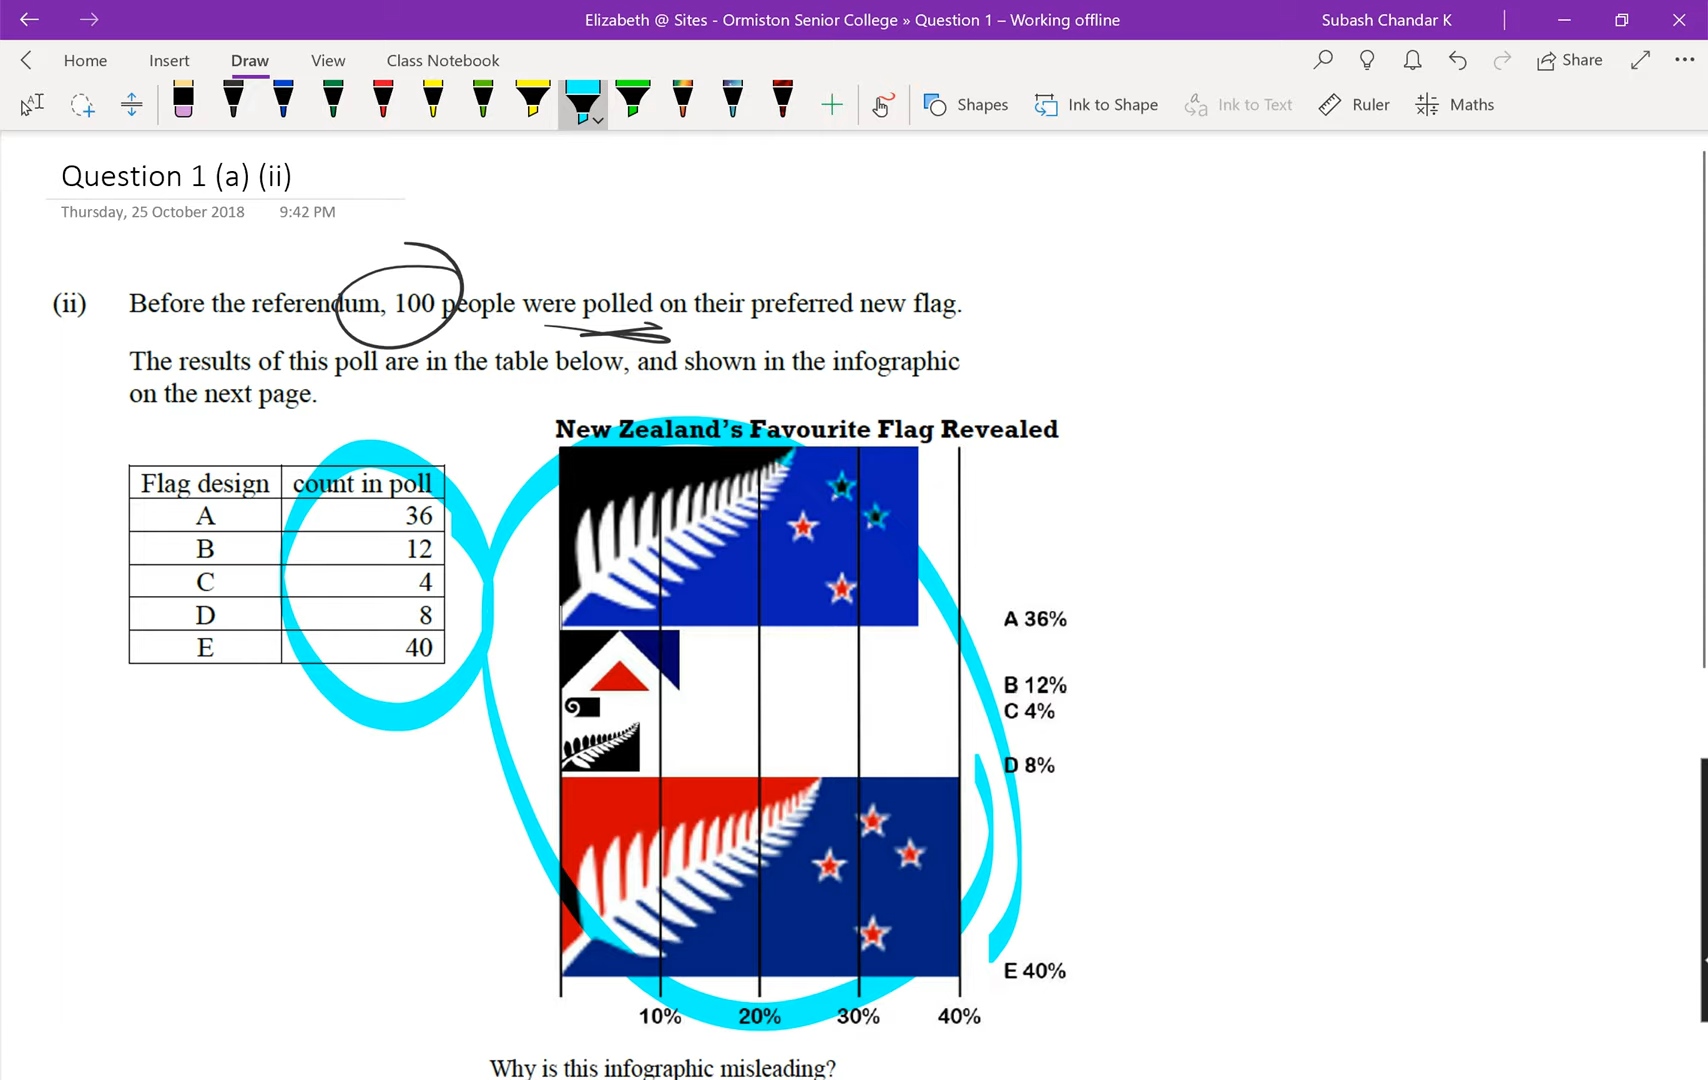 Elizabeth @ Sites - Ormiston Senior College » Question 1 – Working offline
Subash Chandar K
Home Insert Draw View Class Notebook
Share
Shapes Ink to Shape Ink to Text Ruler Maths
Question 1 (a) (ii)
Thursday, 25 October 2018 9:42 PM
(ii) Before the referendum, 100 people were polled on their preferred new flag.
The results of this poll are in the table below, and shown in the infographic
on the next page.
New Zealand's Favourite Flag Revealed
Flag design count in poll
A 36
B 12
C 4
D 8
E 40
A 36%
B 12%
C 4%
D 8%
E 40%
10% 20% 30% 40%
Why is this infographic misleading?